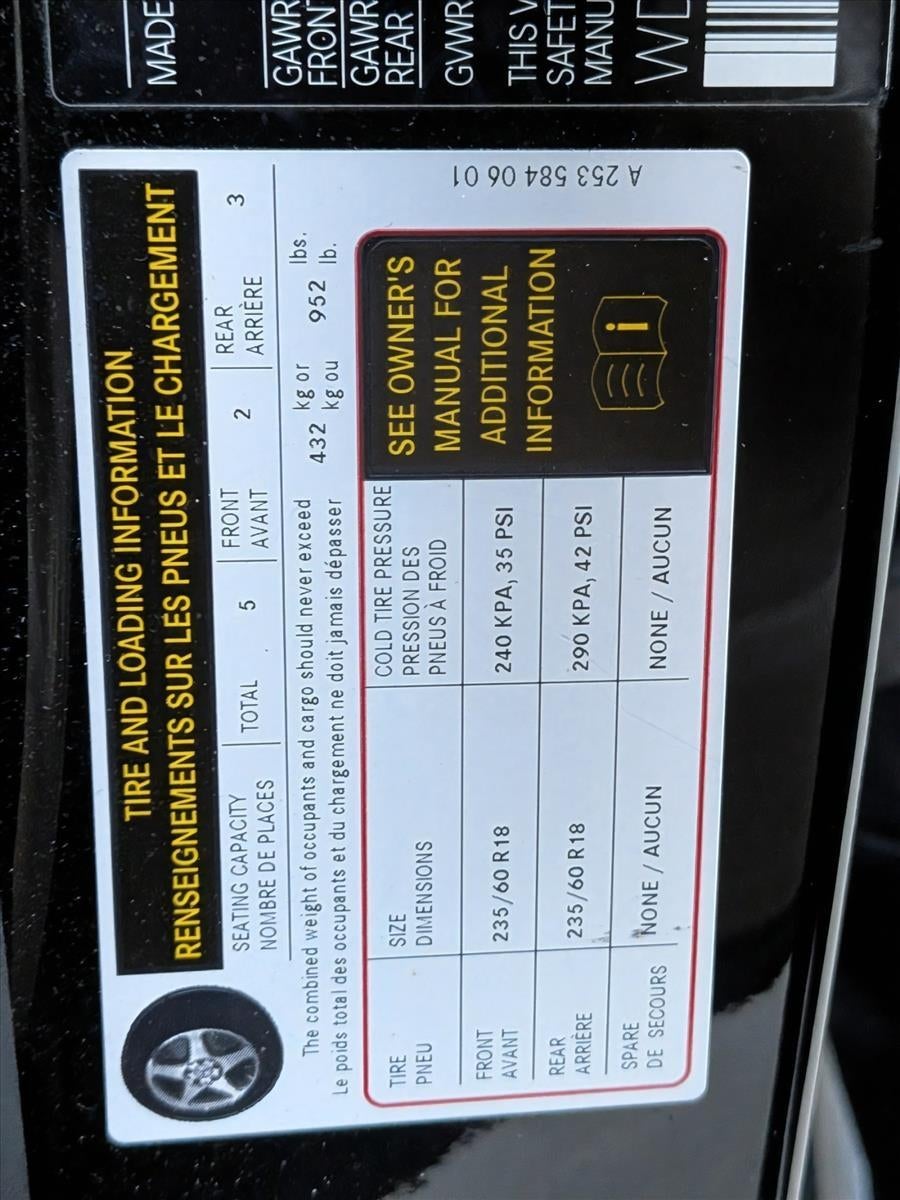 TIRE AND LOADING INFORMATION
RENSEIGNEMENTS SUR LES PNEUS ET LE CHARGEMENT
SEATING CAPACITY
NOMBRE DE PLACES
TOTAL 5
FRONT
AVANT
2
REAR
ARRIÈRE
3
The combined weight of occupants and cargo should never exceed 432 kg or 952 lbs.
Le poids total des occupants et du chargement ne doit jamais dépasser kg ou lb.
TIRE
PNEU
SIZE
DIMENSIONS
COLD TIRE PRESSURE
PRESSION DES
PNEUS À FROID
FRONT
AVANT
235/60 R18
240 KPA, 35 PSI
REAR
ARRIÈRE
235/60 R18
290 KPA, 42 PSI
SPARE
DE SECOURS
NONE / AUCUN
NONE / AUCUN
SEE OWNER'S
MANUAL FOR
ADDITIONAL
INFORMATION
i
A 253 584 06 01
MADE
GAWR
FRONT
GAWR
REAR
GVWR
THIS